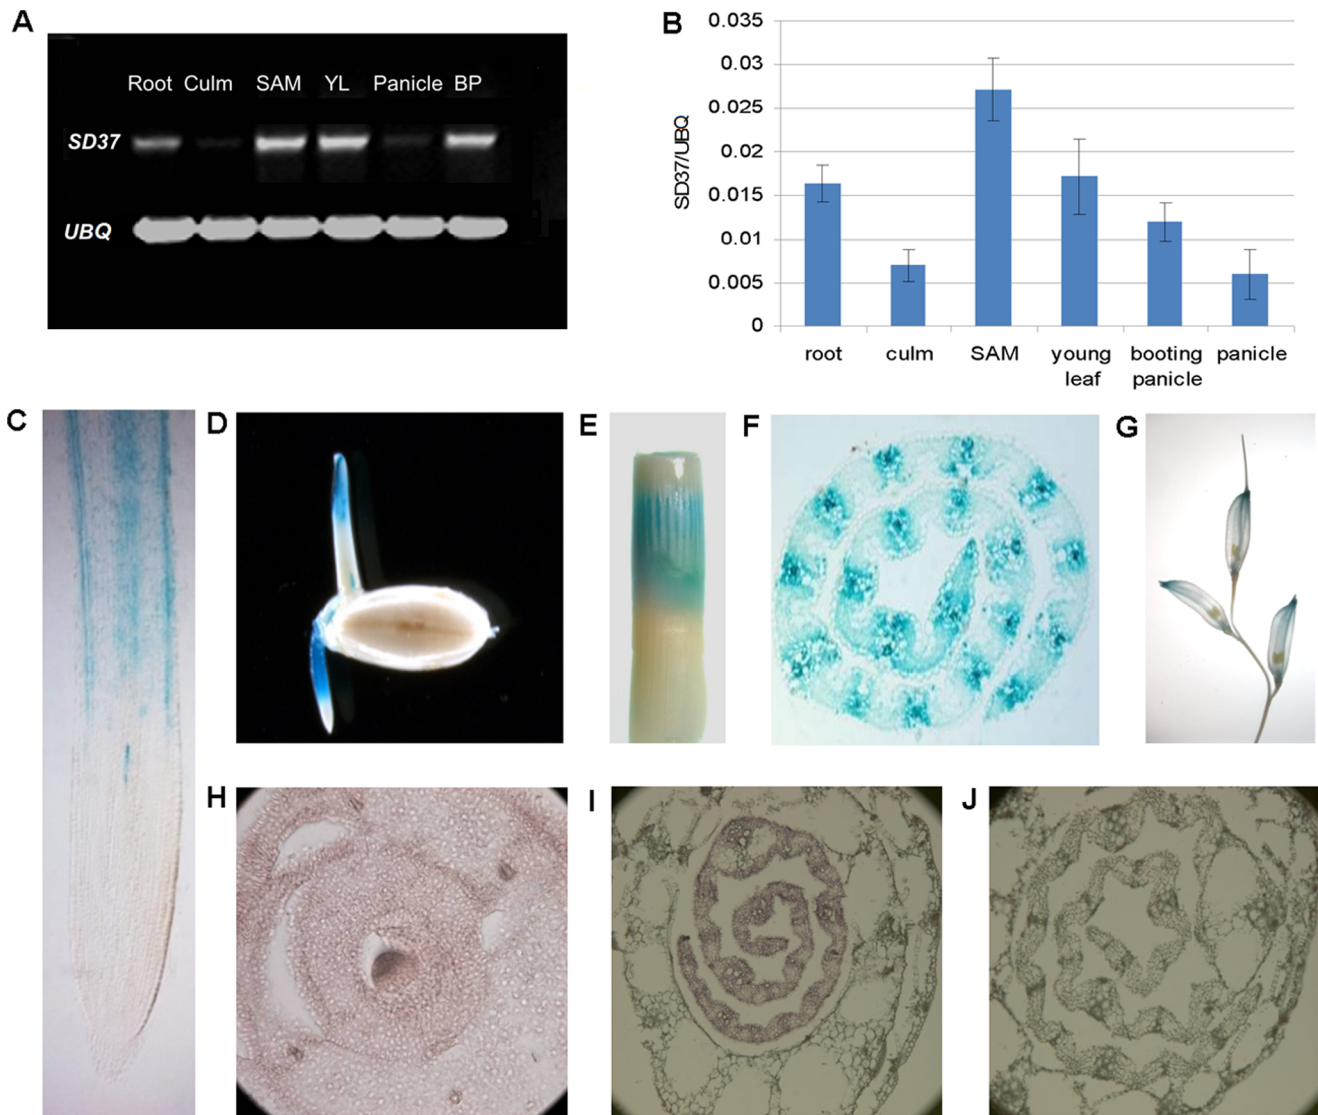 A
Root Culm SAM YL Panicle BP
SD37
UBQ
B
SD37/UBQ
0.035
0.03
0.025
0.02
0.015
0.01
0.005
0
root culm SAM young leaf booting panicle panicle
C
D
E
F
G
H
I
J